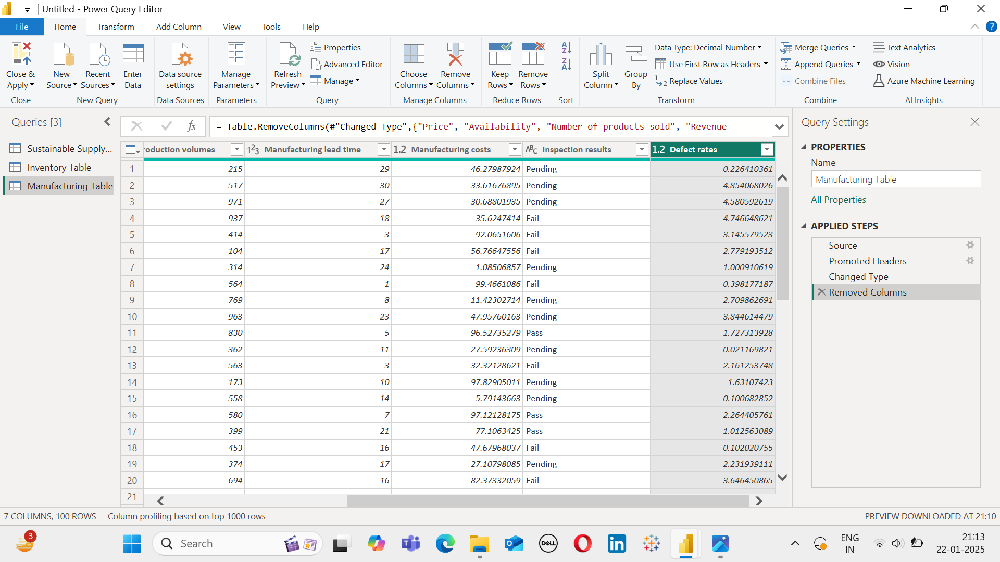 Untitled - Power Query Editor
File Home Transform Add Column View Tools Help
Close & Apply
Close
New Source
Recent Sources
Enter Data
New Query
Data source settings
Data Sources
Manage Parameters
Parameters
Refresh Preview
Properties
Advanced Editor
Manage
Query
Choose Columns
Remove Columns
Manage Columns
Keep Rows
Remove Rows
Reduce Rows
Sort
Split Column
Group By
Data Type: Decimal Number
Use First Row as Headers
Replace Values
Transform
Merge Queries
Append Queries
Combine Files
Combine
Text Analytics
Vision
Azure Machine Learning
AI Insights
Queries [3]
Sustainable Supply...
Inventory Table
Manufacturing Table
= Table.RemoveColumns(#"Changed Type",{"Price", "Availability", "Number of products sold", "Revenue
roduction volumes 1²3 Manufacturing lead time 1.2 Manufacturing costs ABC Inspection results 1.2 Defect rates
1 215 29 46.27987924 Pending 0.226410361
2 517 30 33.61676895 Pending 4.854068026
3 971 27 30.68801935 Pending 4.580592619
4 937 18 35.6247414 Fail 4.746648621
5 414 3 92.0651606 Fail 3.145579523
6 104 17 56.76647556 Fail 2.779193512
7 314 24 1.08506857 Pending 1.000910619
8 564 1 99.4661086 Fail 0.398177187
9 769 8 11.42302714 Pending 2.709862691
10 963 23 47.95760163 Pending 3.844614479
11 830 5 96.52735279 Pass 1.727313928
12 362 11 27.59236309 Pending 0.021169821
13 563 3 32.32128621 Fail 2.161253748
14 173 10 97.82905011 Pending 1.63107423
15 558 14 5.79143663 Pending 0.100682852
16 580 7 97.12128175 Pass 2.264405761
17 399 21 77.1063425 Pass 1.012563089
18 453 16 47.67968037 Fail 0.102020755
19 374 17 27.10798085 Pending 2.231939111
20 694 16 82.37332059 Fail 3.646450865
21
Query Settings
PROPERTIES
Name
Manufacturing Table
All Properties
APPLIED STEPS
Source
Promoted Headers
Changed Type
Removed Columns
7 COLUMNS, 100 ROWS Column profiling based on top 1000 rows
PREVIEW DOWNLOADED AT 21:10
3
Search
DELL
ENG
IN
21:13
22-01-2025